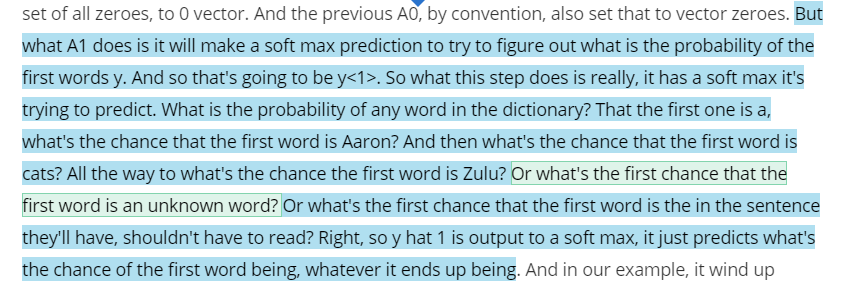 set of all zeroes, to 0 vector. And the previous A0, by convention, also set that to vector zeroes. But
what A1 does is it will make a soft max prediction to try to figure out what is the probability of the
first words y. And so that's going to be y<1>. So what this step does is really, it has a soft max it's
trying to predict. What is the probability of any word in the dictionary? That the first one is a,
what's the chance that the first word is Aaron? And then what's the chance that the first word is
cats? All the way to what's the chance the first word is Zulu? Or what's the first chance that the
first word is an unknown word? Or what's the first chance that the first word is the in the sentence
they'll have, shouldn't have to read? Right, so y hat 1 is output to a soft max, it just predicts what's
the chance of the first word being, whatever it ends up being. And in our example, it wind up